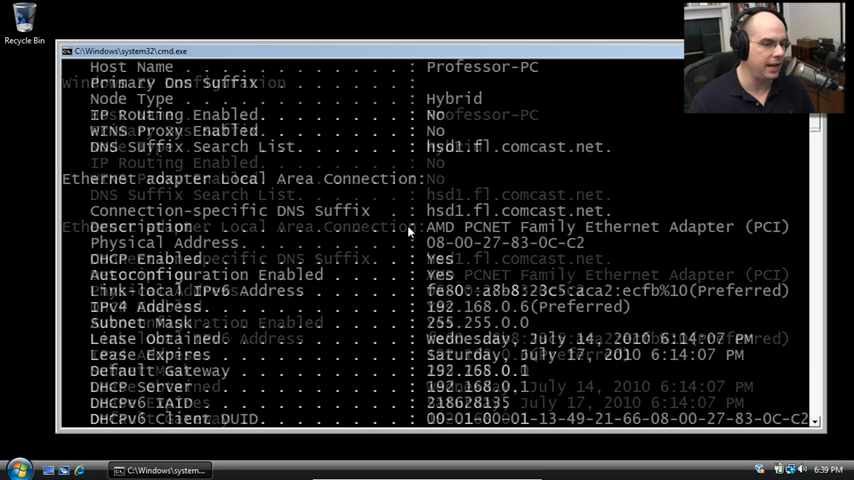 Recycle Bin
C:\Windows\system32\cmd.exe
Host Name . . . . . . . . . . . . : Professor-PC
Primary Dns Suffix . . . . . . . :
Node Type . . . . . . . . . . . . : Hybrid
IP Routing Enabled. . . . . . . . : No
WINS Proxy Enabled. . . . . . . . : No
DNS Suffix Search List. . . . . . : hsd1.fl.comcast.net.
Ethernet adapter Local Area Connection:
Connection-specific DNS Suffix . : hsd1.fl.comcast.net.
Description . . . . . . . . . . . : AMD PCNET Family Ethernet Adapter (PCI)
Physical Address. . . . . . . . . : 08-00-27-83-0C-C2
DHCP Enabled. . . . . . . . . . . : Yes
Autoconfiguration Enabled . . . . : Yes
Link-local IPv6 Address . . . . . : fe80::a8b8:23c5:aca2:ecfb%10(Preferred)
IPv4 Address. . . . . . . . . . . : 192.168.0.6(Preferred)
Subnet Mask . . . . . . . . . . . : 255.255.0.0
Lease Obtained. . . . . . . . . . : Wednesday, July 14, 2010 6:14:07 PM
Lease Expires . . . . . . . . . . : Saturday, July 17, 2010 6:14:07 PM
Default Gateway . . . . . . . . . : 192.168.0.1
DHCP Server . . . . . . . . . . . : 192.168.0.1
DHCPv6 IAID . . . . . . . . . . . : 218628135
DHCPv6 Client DUID. . . . . . . . : 00-01-00-01-13-49-21-66-08-00-27-83-0C-C2
C:\Windows\system...
6:39 PM